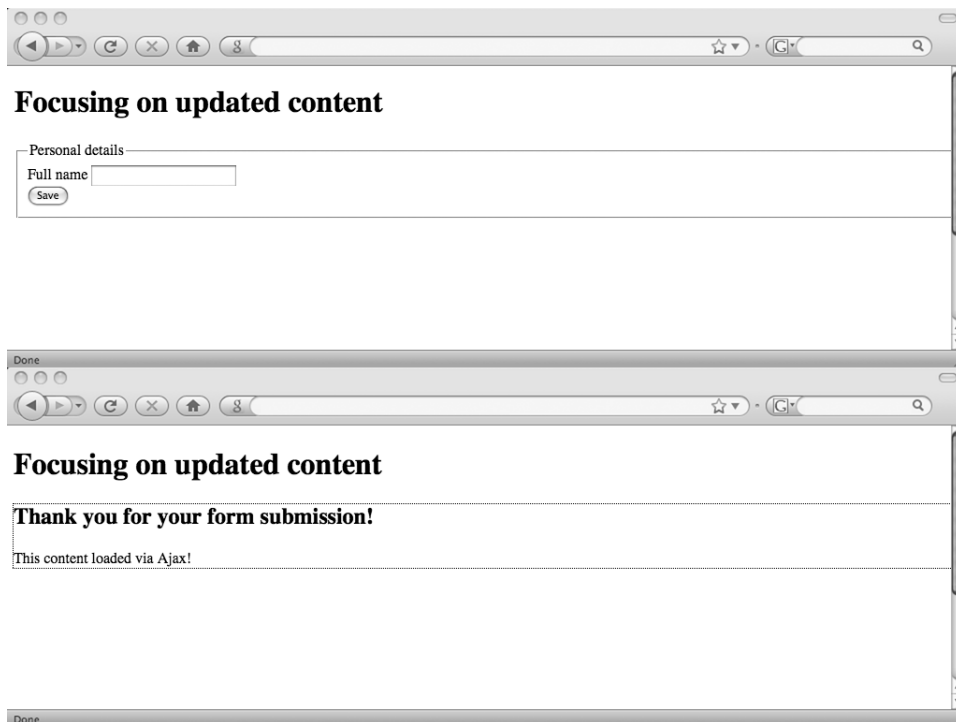 Focusing on updated content
Personal details
Full name
Save
Done
Focusing on updated content
Thank you for your form submission!
This content loaded via Ajax!
Done